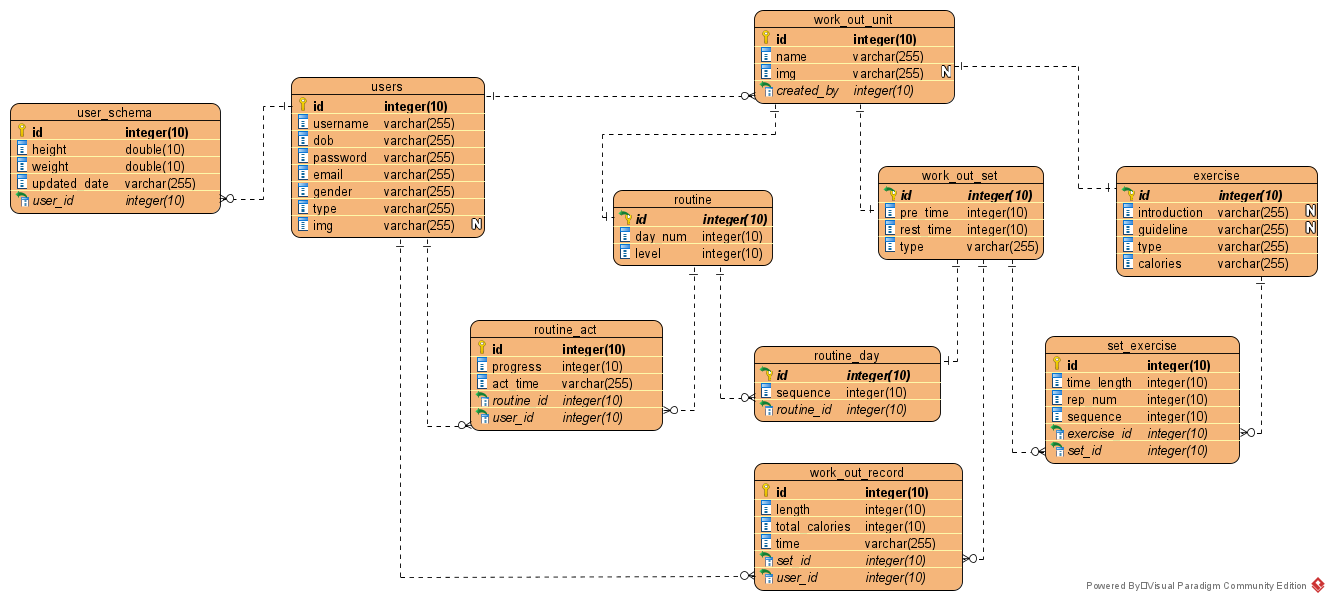 work_out_unit
id integer(10)
name varchar(255)
img varchar(255) N
created_by integer(10)
users
id integer(10)
username varchar(255)
dob varchar(255)
password varchar(255)
email varchar(255)
gender varchar(255)
type varchar(255)
img varchar(255) N
user_schema
id integer(10)
height double(10)
weight double(10)
updated_date varchar(255)
user_id integer(10)
routine
id integer(10)
day_num integer(10)
level integer(10)
work_out_set
id integer(10)
pre_time integer(10)
rest_time integer(10)
type varchar(255)
exercise
id integer(10)
introduction varchar(255) N
guideline varchar(255) N
type varchar(255)
calories varchar(255)
routine_act
id integer(10)
progress integer(10)
act_time varchar(255)
routine_id integer(10)
user_id integer(10)
routine_day
id integer(10)
sequence integer(10)
routine_id integer(10)
set_exercise
id integer(10)
time_length integer(10)
rep_num integer(10)
sequence integer(10)
exercise_id integer(10)
set_id integer(10)
work_out_record
id integer(10)
length integer(10)
total_calories integer(10)
time varchar(255)
set_id integer(10)
user_id integer(10)
Powered By□Visual Paradigm Community Edition